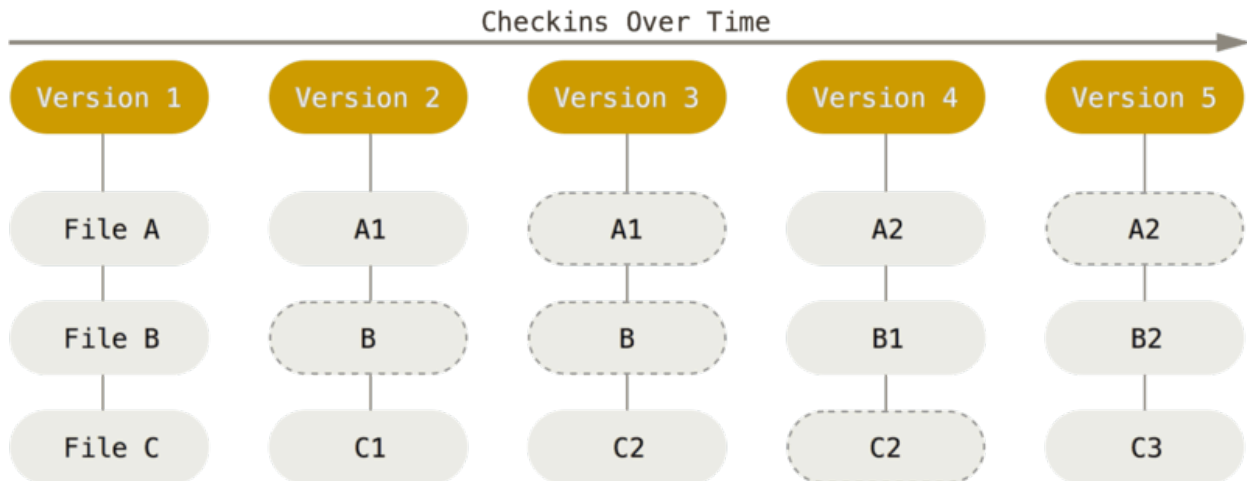 Checkins Over Time
Version 1 Version 2 Version 3 Version 4 Version 5
File A A1 A1 A2 A2
File B B B B1 B2
File C C1 C2 C2 C3